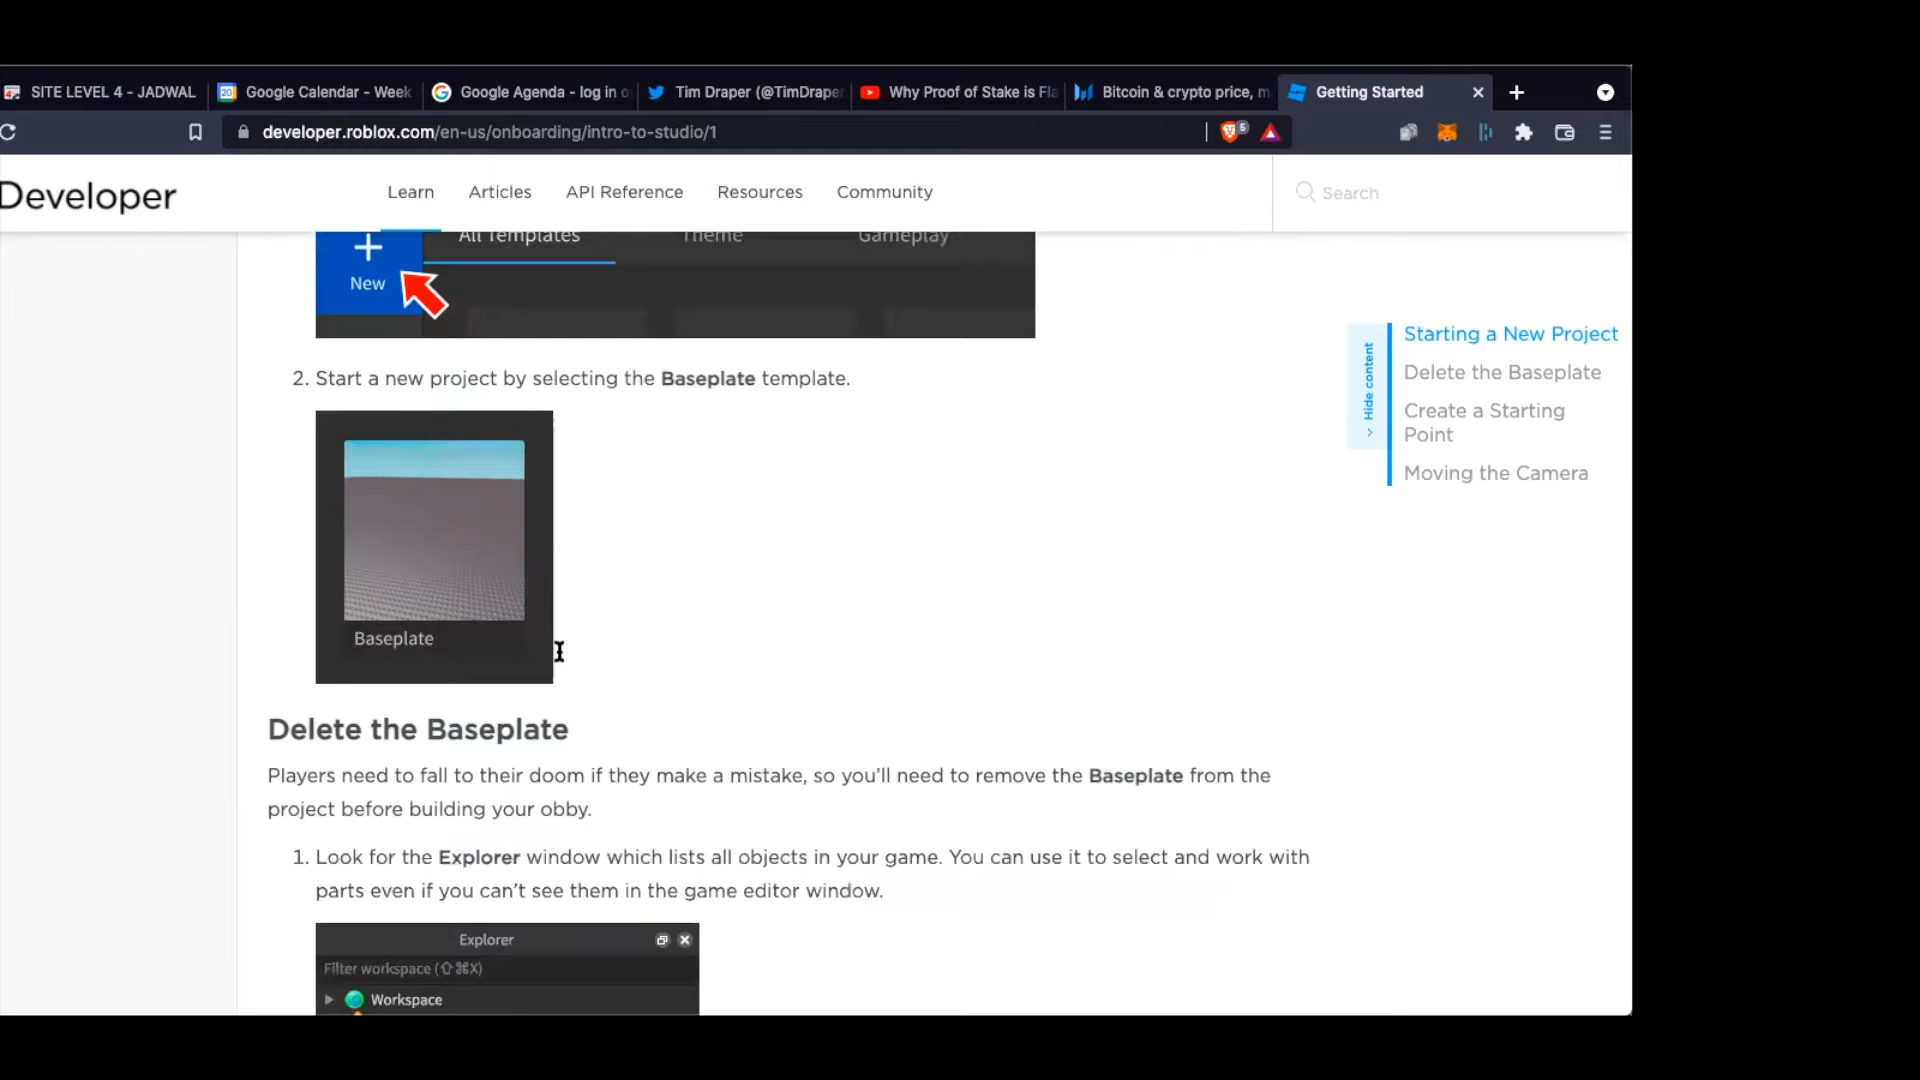 SITE LEVEL 4 - JADWAL
Google Calendar - Week
Google Agenda - log in o
Tim Draper (@TimDraper
Why Proof of Stake is Fla
Bitcoin & crypto price, m
Getting Started
developer.roblox.com/en-us/onboarding/intro-to-studio/1
5
Developer
Learn
Articles
API Reference
Resources
Community
Search
All Templates
Theme
Gameplay
New
2. Start a new project by selecting the Baseplate template.
Baseplate
Delete the Baseplate
Players need to fall to their doom if they make a mistake, so you’ll need to remove the Baseplate from the
project before building your obby.
1. Look for the Explorer window which lists all objects in your game. You can use it to select and work with
parts even if you can’t see them in the game editor window.
Explorer
Filter workspace (⇧⌘X)
Workspace
Hide content
Starting a New Project
Delete the Baseplate
Create a Starting
Point
Moving the Camera